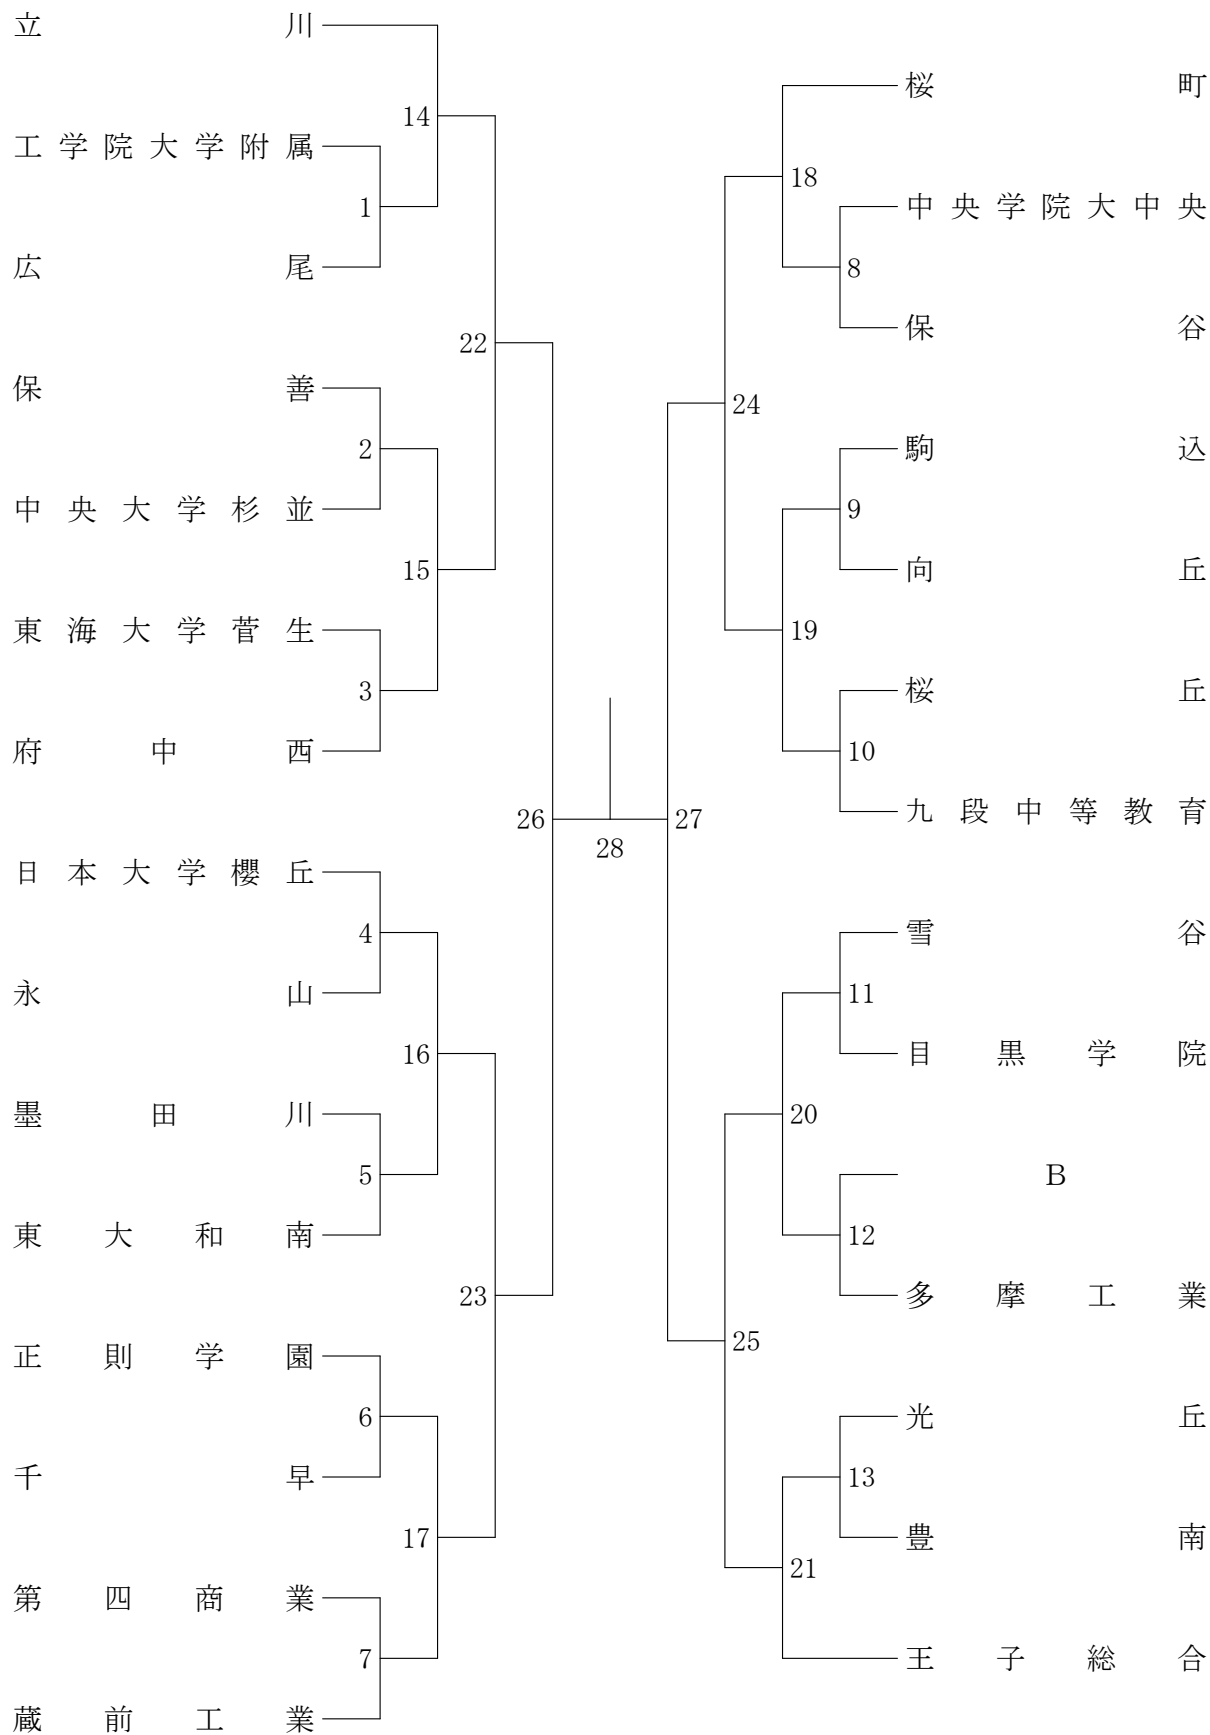 立川
工学院大学附属
広尾
保善
中央大学杉並
東海大学菅生
府中西
日本大学櫻丘
永山
墨田川
東大和南
正則学園
千早
第四商業
蔵前工業
1
2
3
4
5
6
7
14
15
16
17
22
23
26
28
27
24
25
18
19
20
21
8
9
10
11
12
13
桜町
中央学院大中央
保谷
駒込
向丘
桜丘
九段中等教育
雪谷
目黒学院
B
多摩工業
光丘
豊南
王子総合